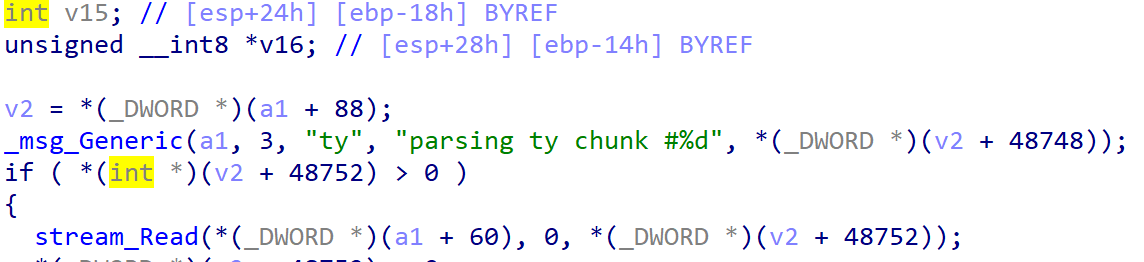 int v15; // [esp+24h] [ebp-18h] BYREF
unsigned __int8 *v16; // [esp+28h] [ebp-14h] BYREF
v2 = *(_DWORD *)(a1 + 88);
_msg_Generic(a1, 3, "ty", "parsing ty chunk #%d", *(_DWORD *)(v2 + 48748));
if ( *(int *)(v2 + 48752) > 0 )
{
stream_Read(*(_DWORD *)(a1 + 60), 0, *(_DWORD *)(v2 + 48752));